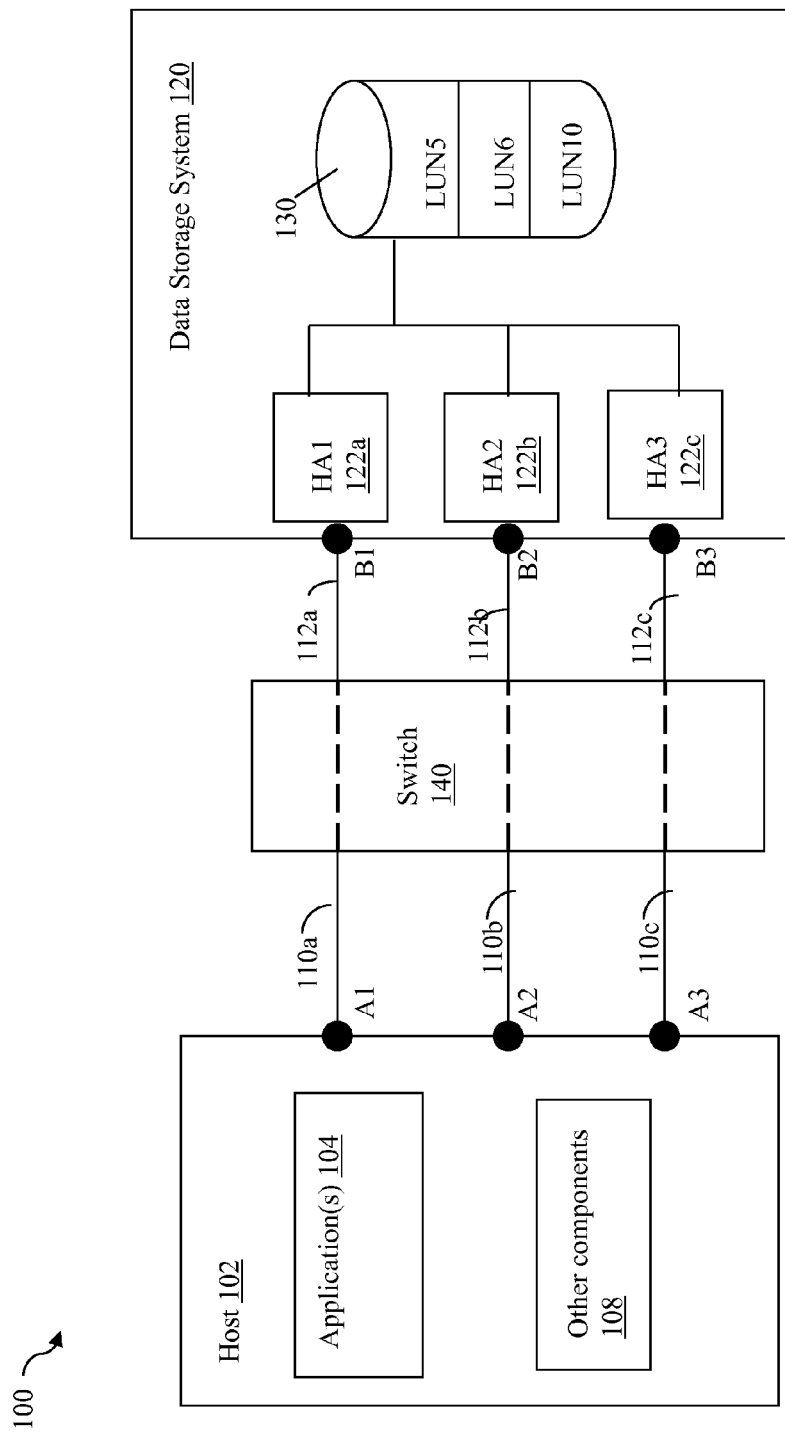 100
Host 102
Application(s) 104
Other components
108
A1
A2
A3
110a
110b
110c
Switch
140
112a
112b
112c
B1
B2
B3
Data Storage System 120
HA1
122a
HA2
122b
HA3
122c
130
LUN5
LUN6
LUN10